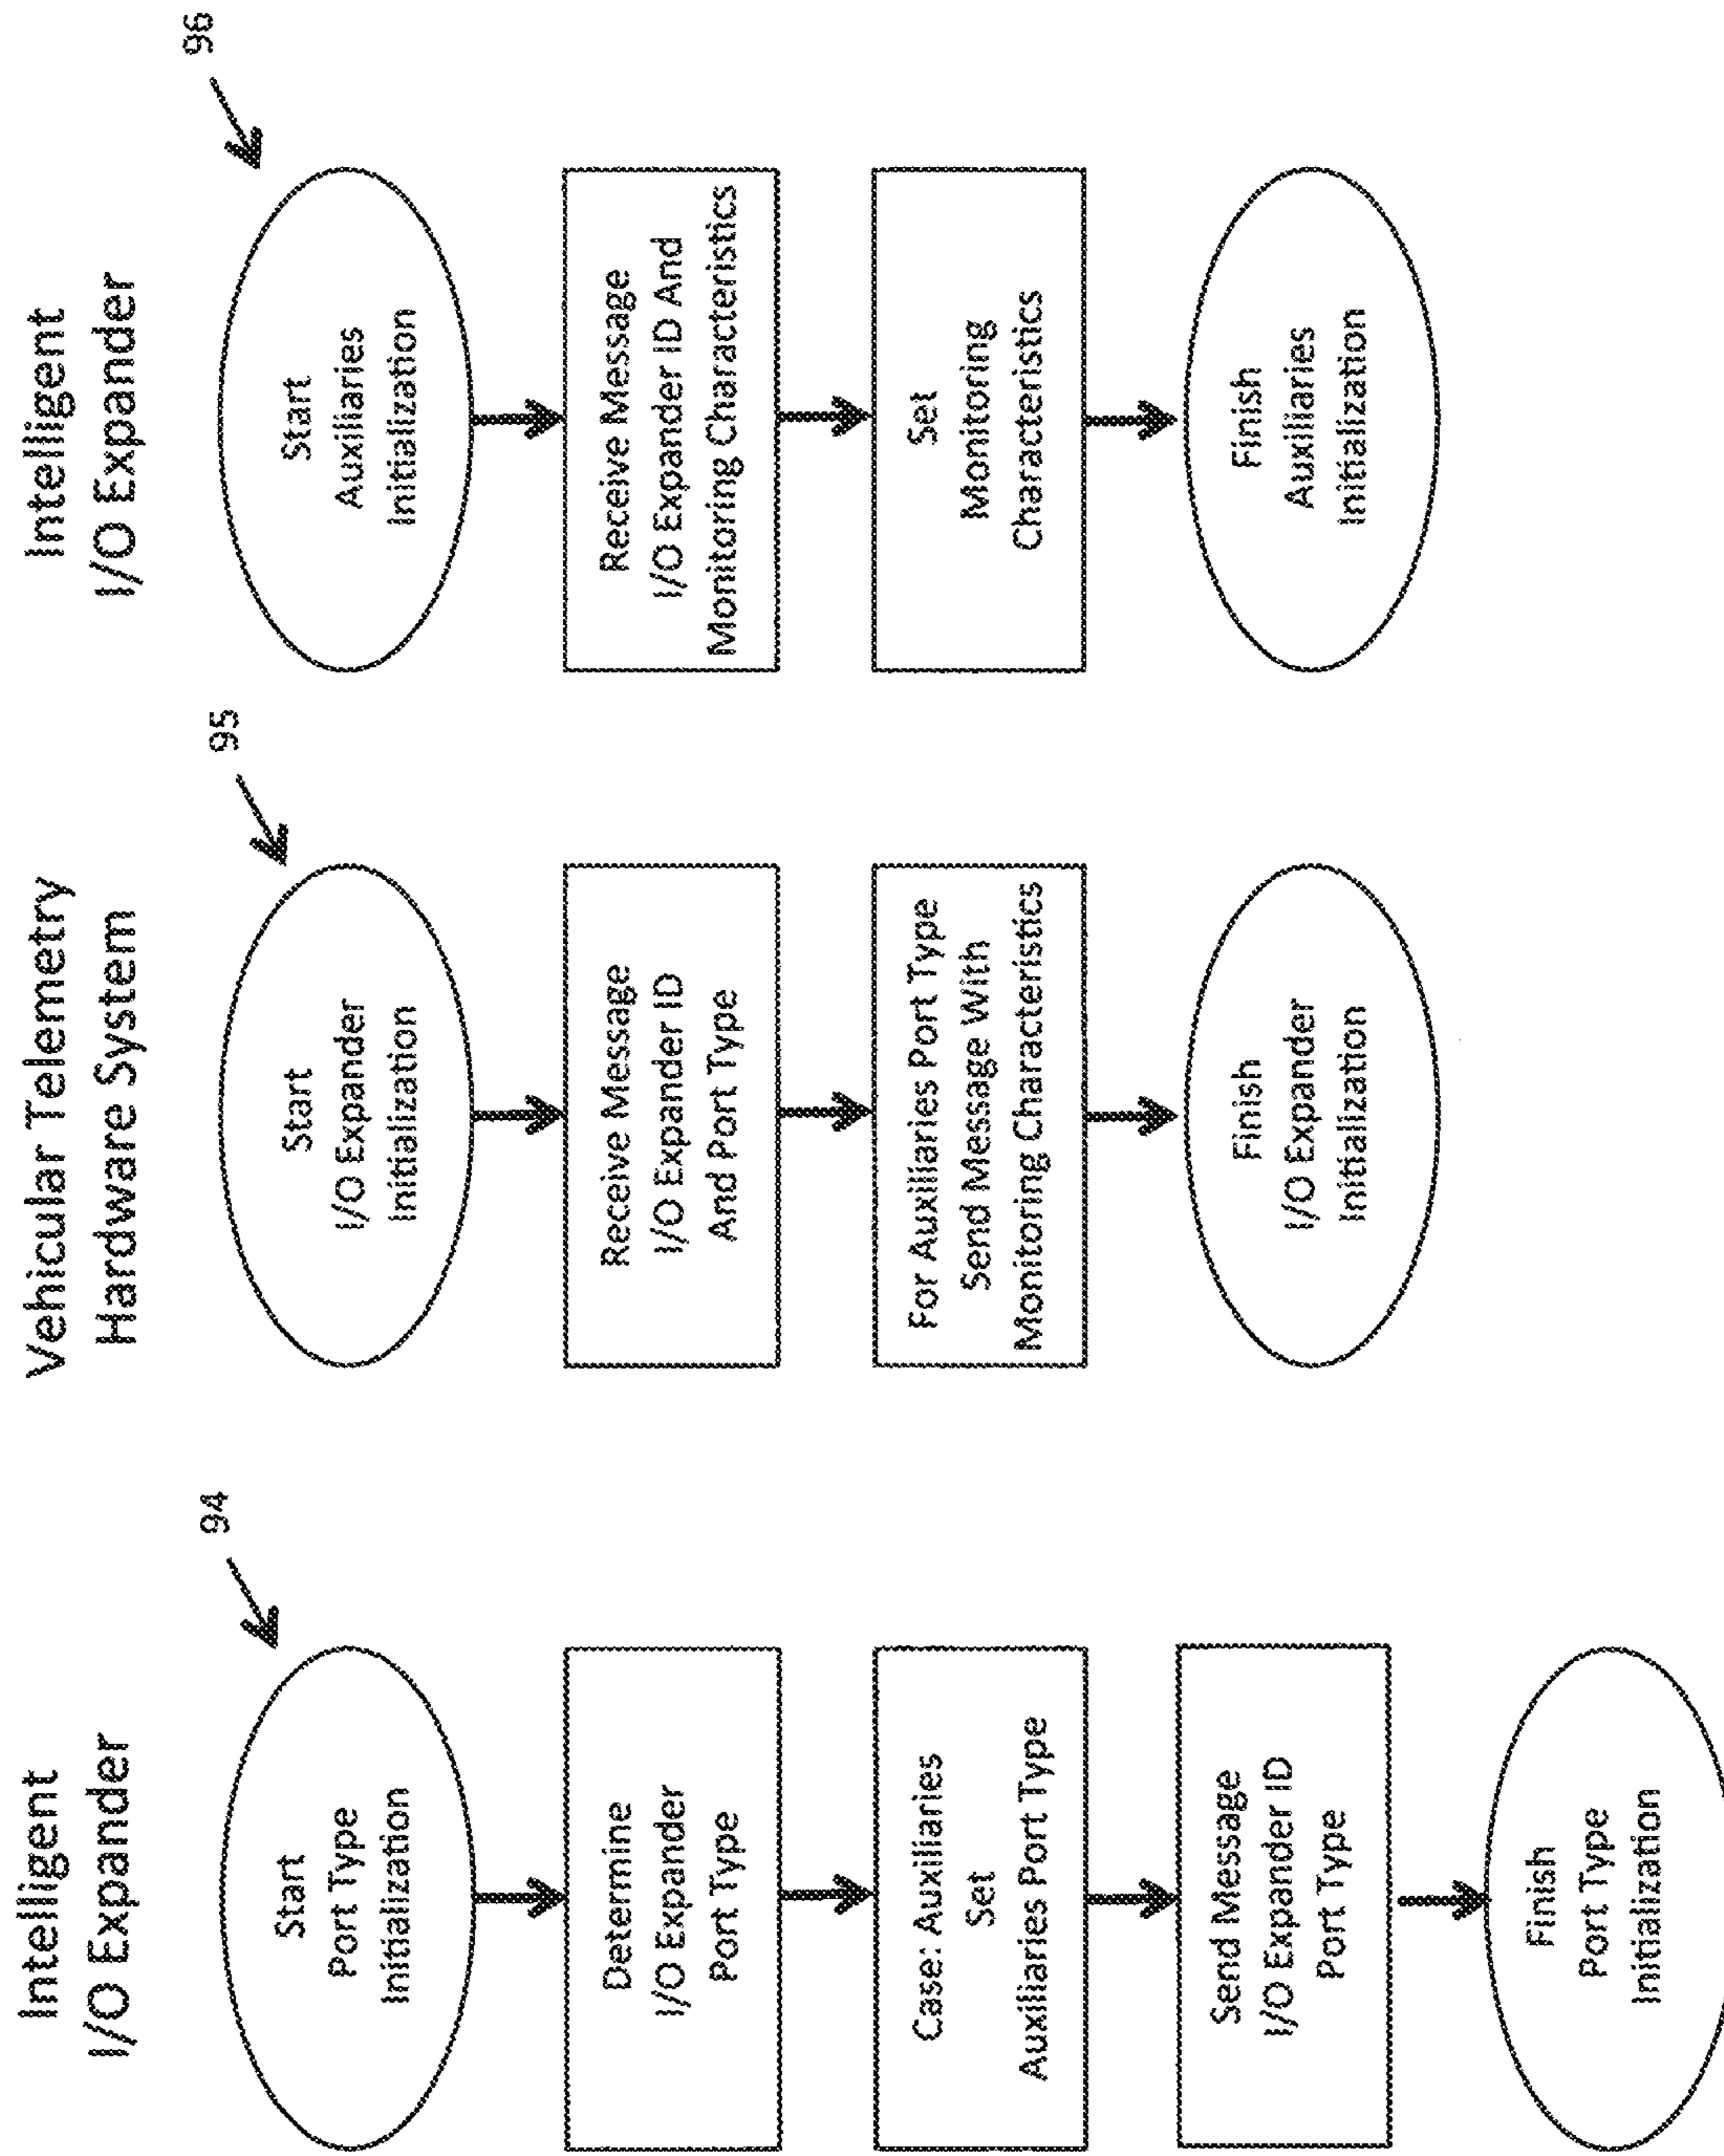 Intelligent
I/O Expander
94
Start
Port Type
Initialization
Determine
I/O Expander
Port Type
Case: Auxiliaries
Set
Auxiliaries Port Type
Send Message
I/O Expander ID
Port Type
Finish
Port Type
Initialization
Vehicular Telemetry
Hardware System
95
Start
I/O Expander
Initialization
Receive Message
I/O Expander ID
And Port Type
For Auxiliaries Port Type
Send Message With
Monitoring Characteristics
Finish
I/O Expander
Initialization
Intelligent
I/O Expander
96
Start
Auxiliaries
Initialization
Receive Message
I/O Expander ID And
Monitoring Characteristics
Set
Monitoring
Characteristics
Finish
Auxiliaries
Initialization